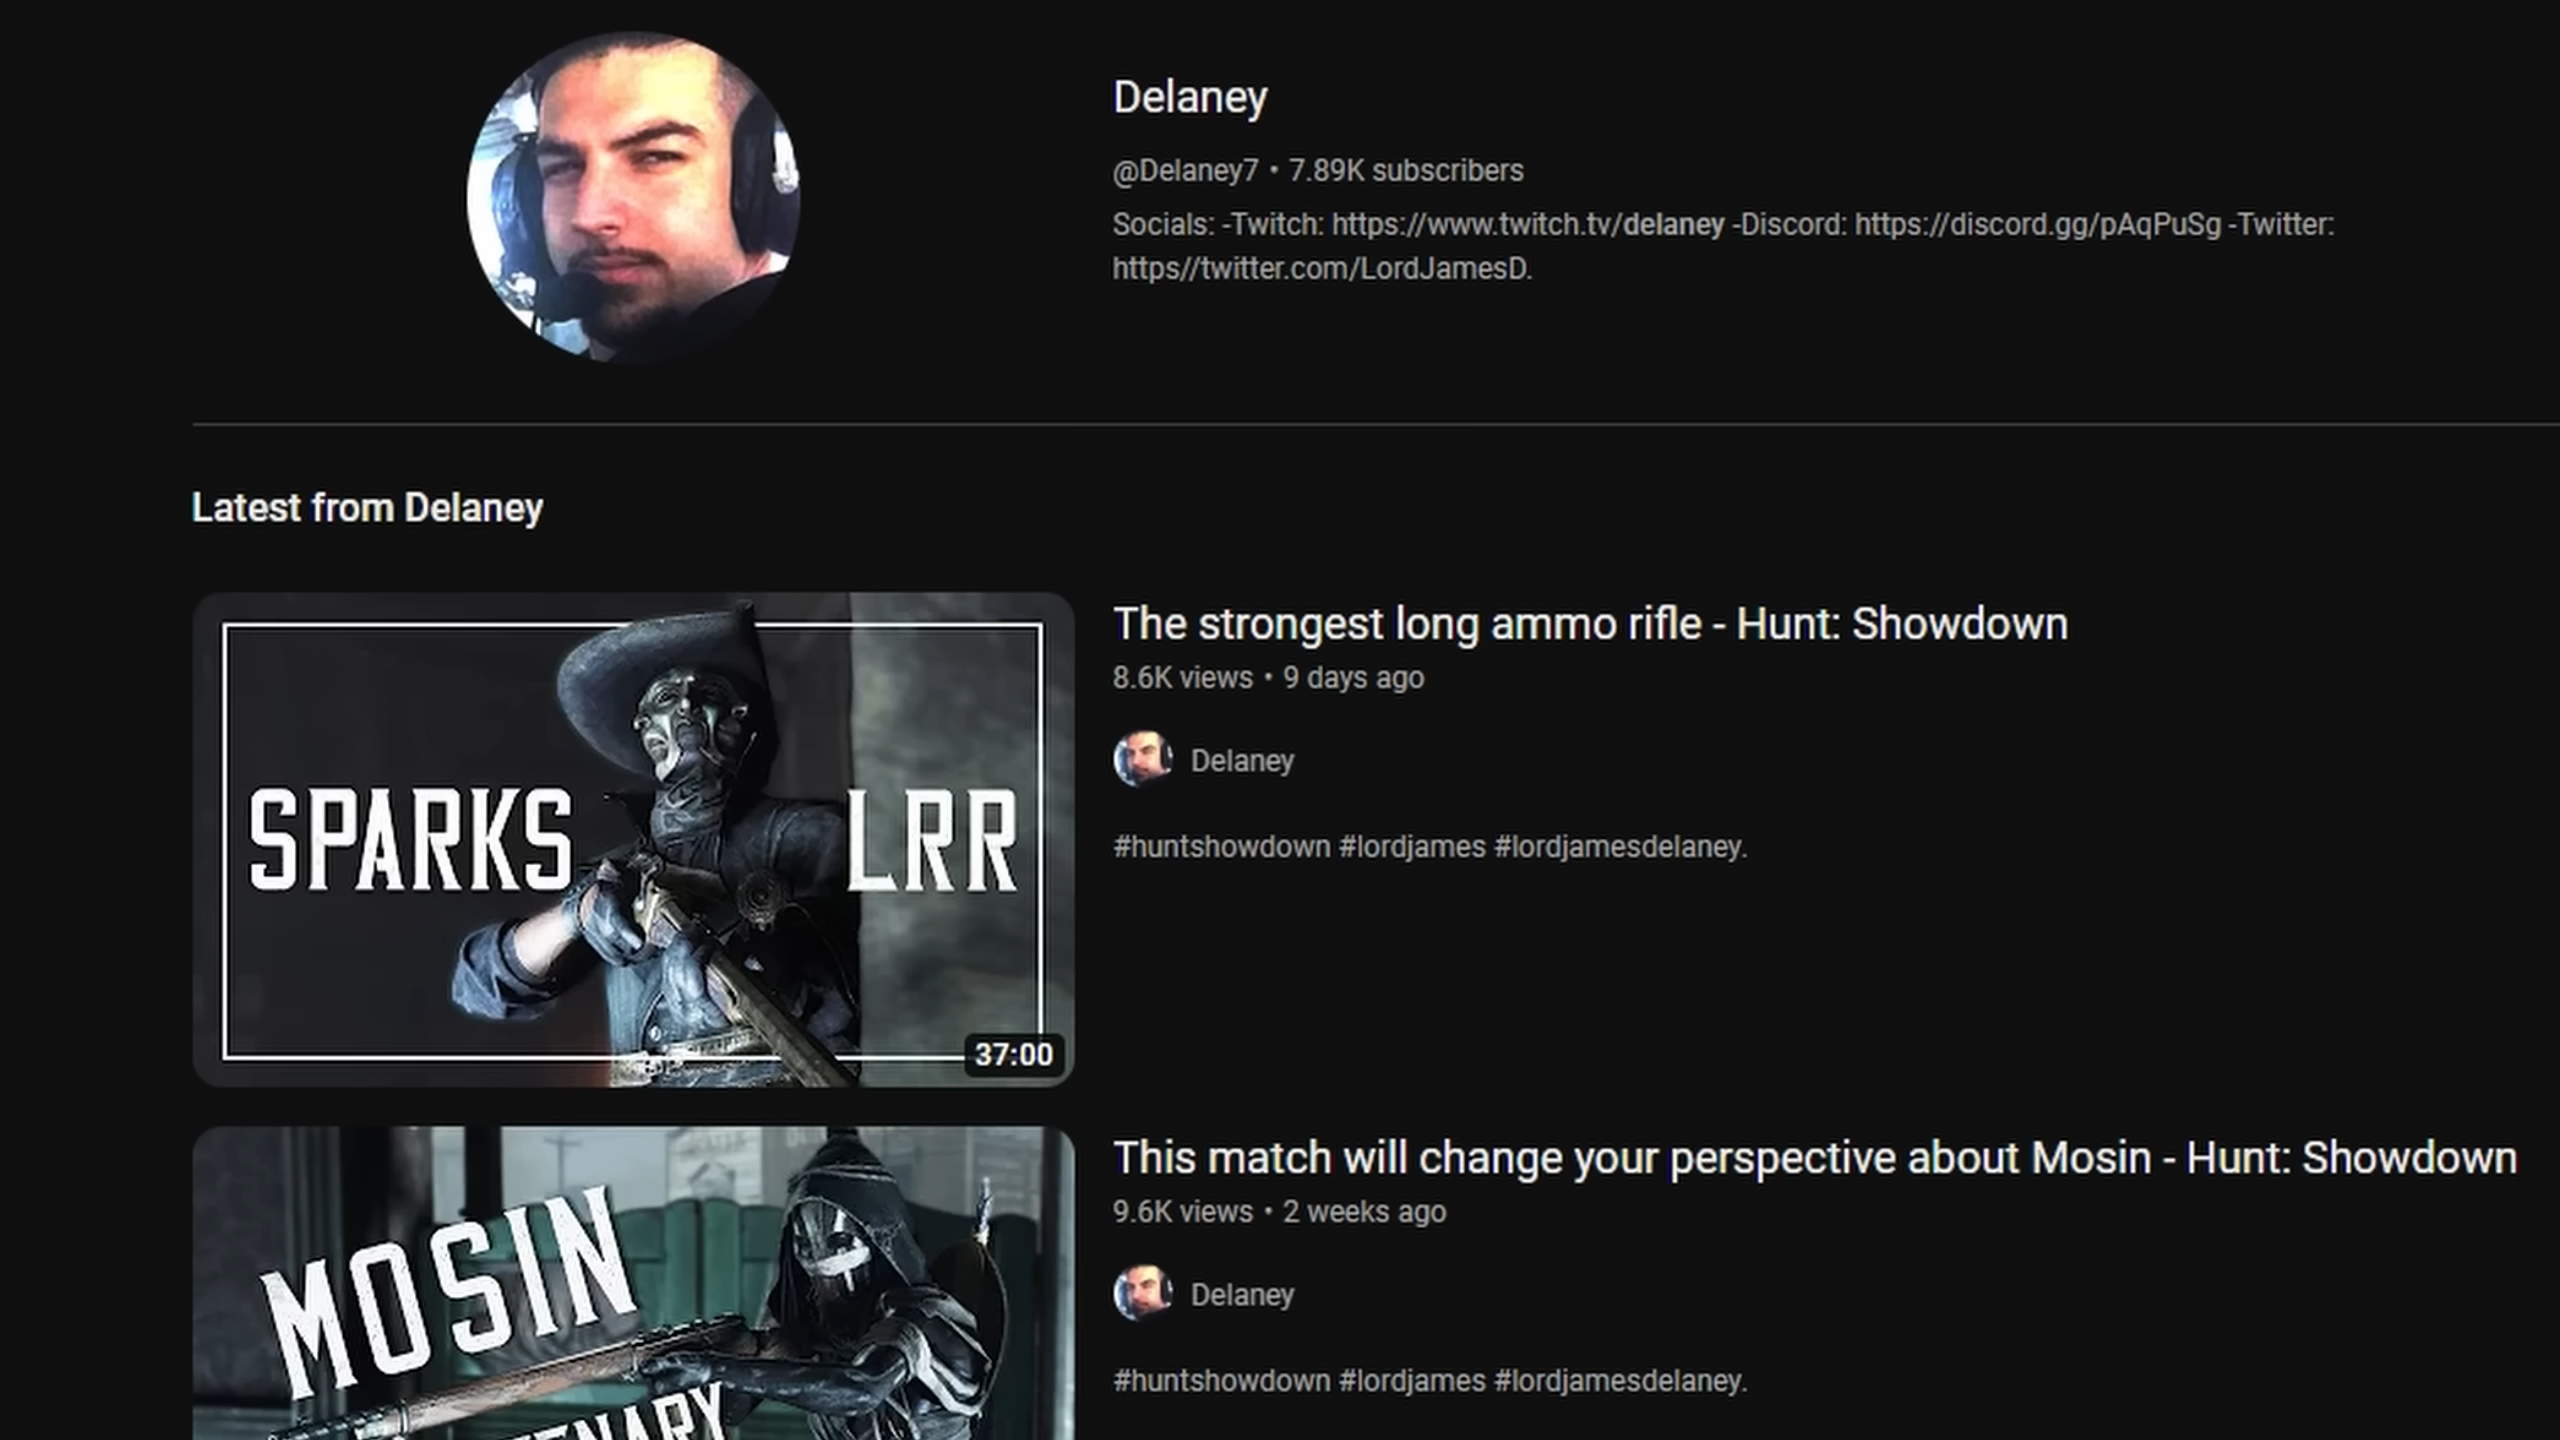 Delaney
@Delaney7 • 7.89K subscribers
Socials: -Twitch: https://www.twitch.tv/delaney -Discord: https://discord.gg/pAqPuSg -Twitter:
https//twitter.com/LordJamesD.
Latest from Delaney
SPARKS LRR
37:00
The strongest long ammo rifle - Hunt: Showdown
8.6K views • 9 days ago
Delaney
#huntshowdown #lordjames #lordjamesdelaney.
MOSIN
This match will change your perspective about Mosin - Hunt: Showdown
9.6K views • 2 weeks ago
Delaney
#huntshowdown #lordjames #lordjamesdelaney.